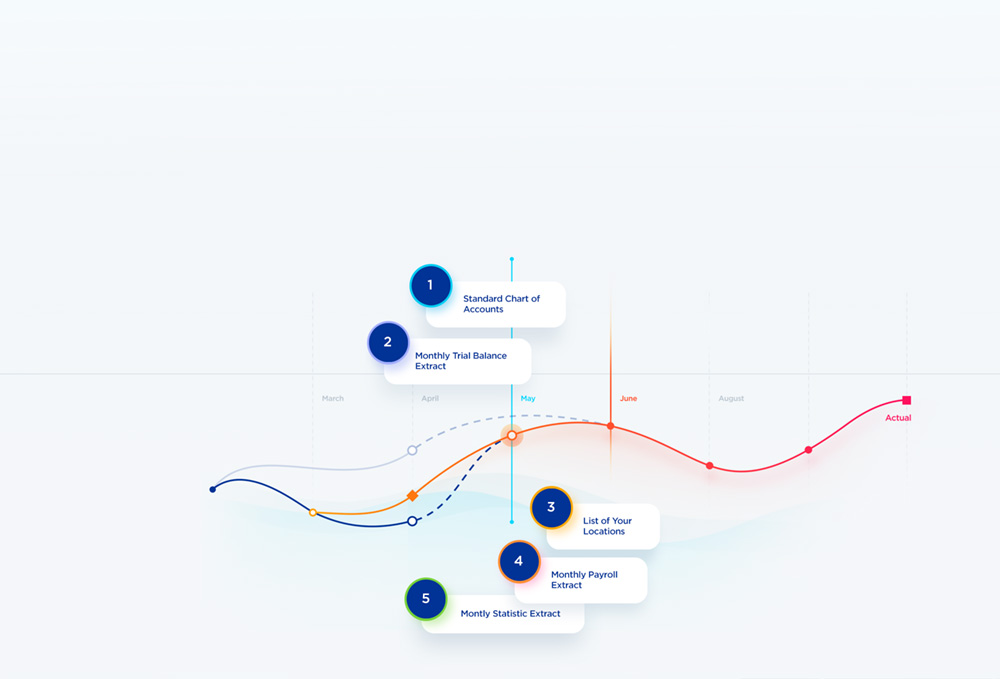 1
Standard Chart of
Accounts
2
Monthly Trial Balance
Extract
March
April
May
June
August
Actual
3
List of Your
Locations
4
Monthly Payroll
Extract
5
Montly Statistic Extract